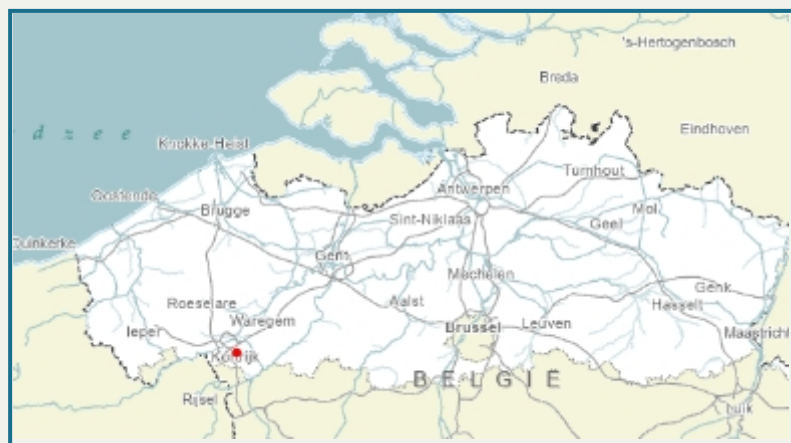 's-Hertogenbosch
Breda
Eindhoven
d z e e
Knokke-Heist
Turnhout
Antwerpen
Oostende
Mol
Brugge
Sint-Niklaas
Geel
Duinkerke
Gent
Mechelen
Genk
Roeselare
Aalst
Hasselt
Waregem
Ieper
Brussel
Leuven
Maastricht
Kortrijk
BELGIË
Rijsel
Luik